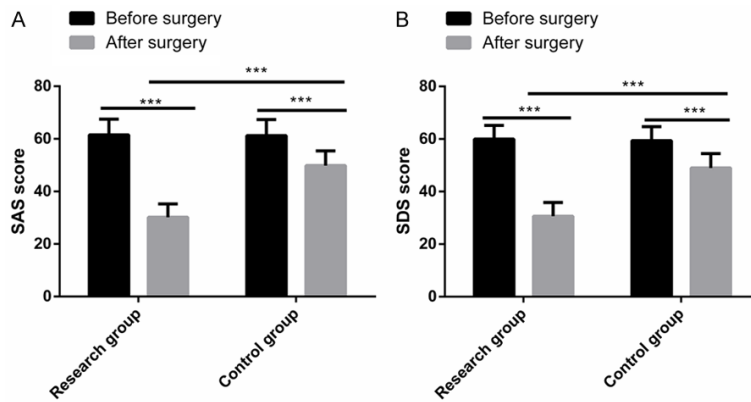 A
Before surgery
After surgery
SAS score
80
60
40
20
0
***
***
***
Research group
Control group
B
Before surgery
After surgery
SDS score
80
60
40
20
0
***
***
***
Research group
Control group